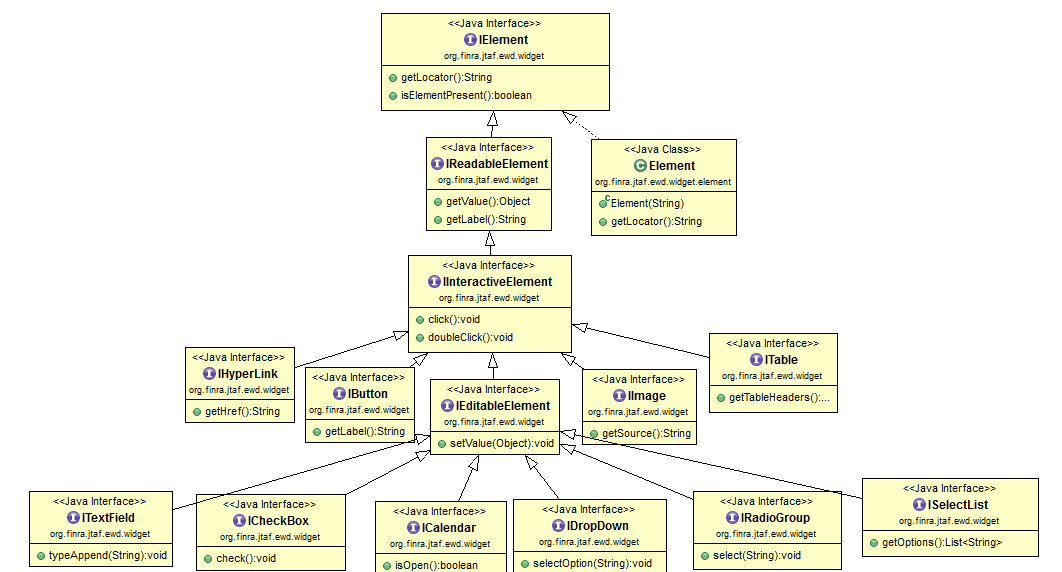 <<Java Interface>>
IElement
org.finra.jtaf.ewd.widget
getLocator():String
isElementPresent():boolean
<<Java Interface>>
IReadableElement
org.finra.jtaf.ewd.widget
getValue():Object
getLabel():String
<<Java Class>>
Element
org.finra.jtaf.ewd.widget.element
Element(String)
getLocator():String
<<Java Interface>>
IInteractiveElement
org.finra.jtaf.ewd.widget
click():void
doubleClick():void
<<Java Interface>>
IHyperLink
org.finra.jtaf.ewd.widget
getHref():String
<<Java Interface>>
IButton
org.finra.jtaf.ewd.widget
getLabel():String
<<Java Interface>>
IEditableElement
org.finra.jtaf.ewd.widget
setValue(Object):void
<<Java Interface>>
IImage
org.finra.jtaf.ewd.widget
getSource():String
<<Java Interface>>
ITable
org.finra.jtaf.ewd.widget
getTableHeaders():...
<<Java Interface>>
ITextField
org.finra.jtaf.ewd.widget
typeAppend(String):void
<<Java Interface>>
ICheckBox
org.finra.jtaf.ewd.widget
check():void
<<Java Interface>>
ICalendar
org.finra.jtaf.ewd.widget
isOpen():boolean
<<Java Interface>>
IDropDown
org.finra.jtaf.ewd.widget
selectOption(String):void
<<Java Interface>>
IRadioGroup
org.finra.jtaf.ewd.widget
select(String):void
<<Java Interface>>
ISelectList
org.finra.jtaf.ewd.widget
getOptions():List<String>